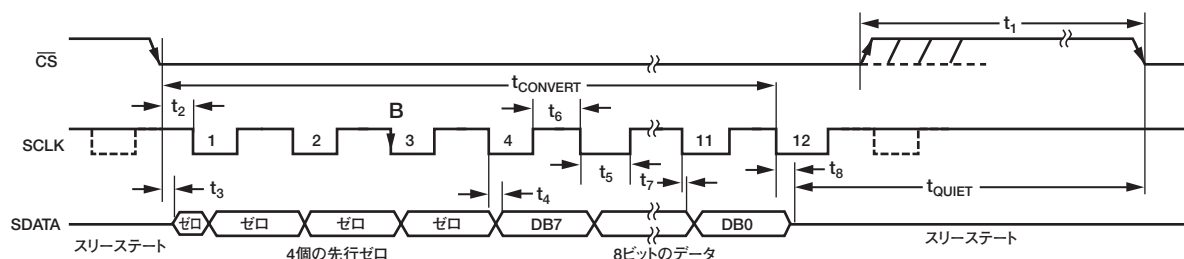 t1
CS
tCONVERT
t2
B
t6
SCLK
1
2
3
4
11
12
t3
t4
t5
t7
t8
tQUIET
SDATA
ゼロ
ゼロ
ゼロ
ゼロ
DB7
DB0
スリーステート
4個の先行ゼロ
8ビットのデータ
スリーステート